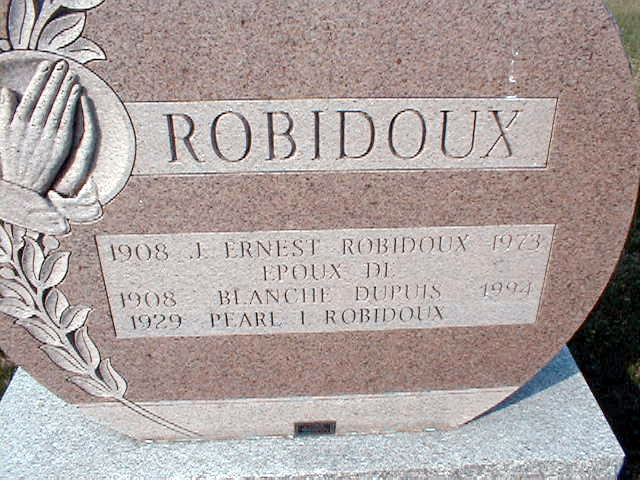 ROBIDOUX
1908 J. ERNEST ROBIDOUX 1973
EPOUX DE
1908 BLANCHE DUPUIS 1994
1929 PEARL I ROBIDOUX